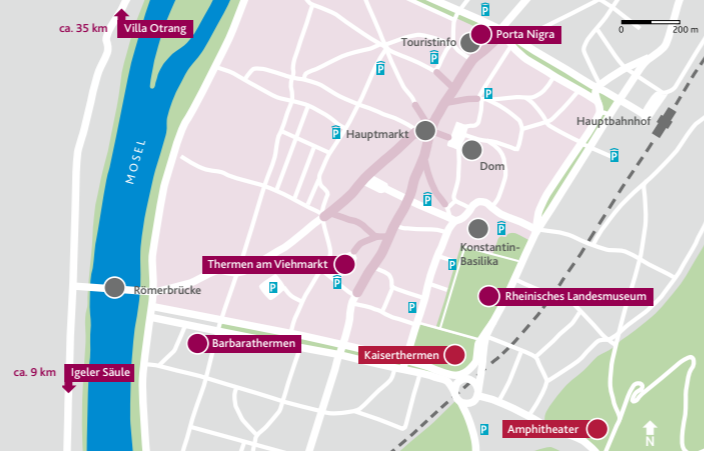 P
ca. 35 km
Villa Otrang
0
200 m
Touristinfo
Porta Nigra
P
P
P
Hauptbahnhof
P
Hauptmarkt
MOSEL
P
Dom
P
P
Konstantin-
Basilika
Thermen am Viehmarkt
P
P
P
Römerbrücke
Rheinisches Landesmuseum
P
Barbarathermen
Kaiserthermen
ca. 9 km
Igeler Säule
P
Amphitheater
N